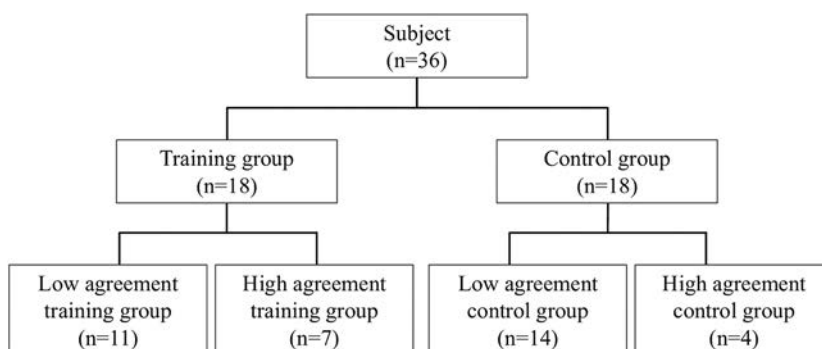 Subject
(n=36)
Training group
(n=18)
Control group
(n=18)
Low agreement
training group
(n=11)
High agreement
training group
(n=7)
Low agreement
control group
(n=14)
High agreement
control group
(n=4)